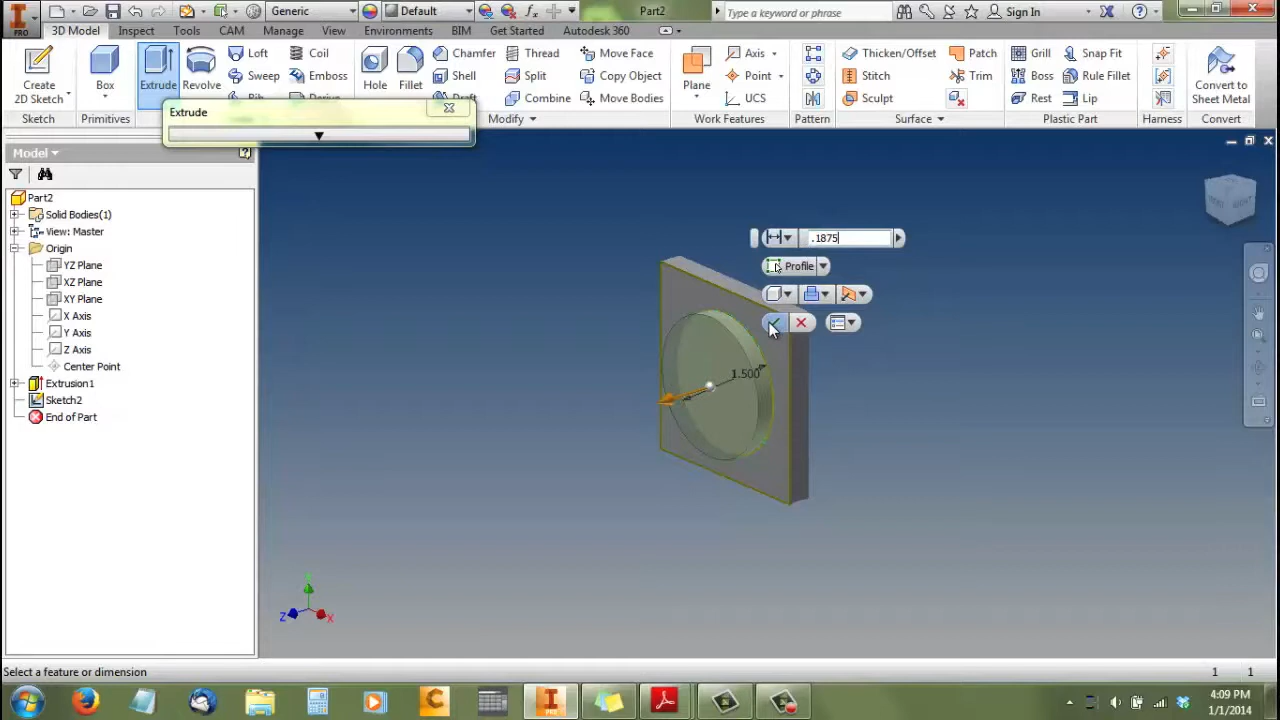 Generic Default Part2 Type a keyword or phrase Sign In
PRO
3D Model Inspect Tools CAM Manage View Environments BIM Get Started Autodesk 360
Create 2D Sketch
Box
Extrude
Revolve
Loft
Sweep
Coil
Emboss
Hole
Fillet
Chamfer
Shell
Thread
Split
Combine
Move Face
Copy Object
Move Bodies
Plane
Axis
Point
UCS
Thicken/Offset
Stitch
Sculpt
Patch
Trim
Grill
Boss
Rest
Snap Fit
Rule Fillet
Lip
Convert to Sheet Metal
Sketch Primitives Modify Work Features Pattern Surface Plastic Part Harness Convert
Extrude
Model
Part2
Solid Bodies(1)
View: Master
Origin
YZ Plane
XZ Plane
XY Plane
X Axis
Y Axis
Z Axis
Center Point
Extrusion1
Sketch2
End of Part
.1875
Profile
1.500
Z
X
Select a feature or dimension 1 1
PRO
4:09 PM
1/1/2014